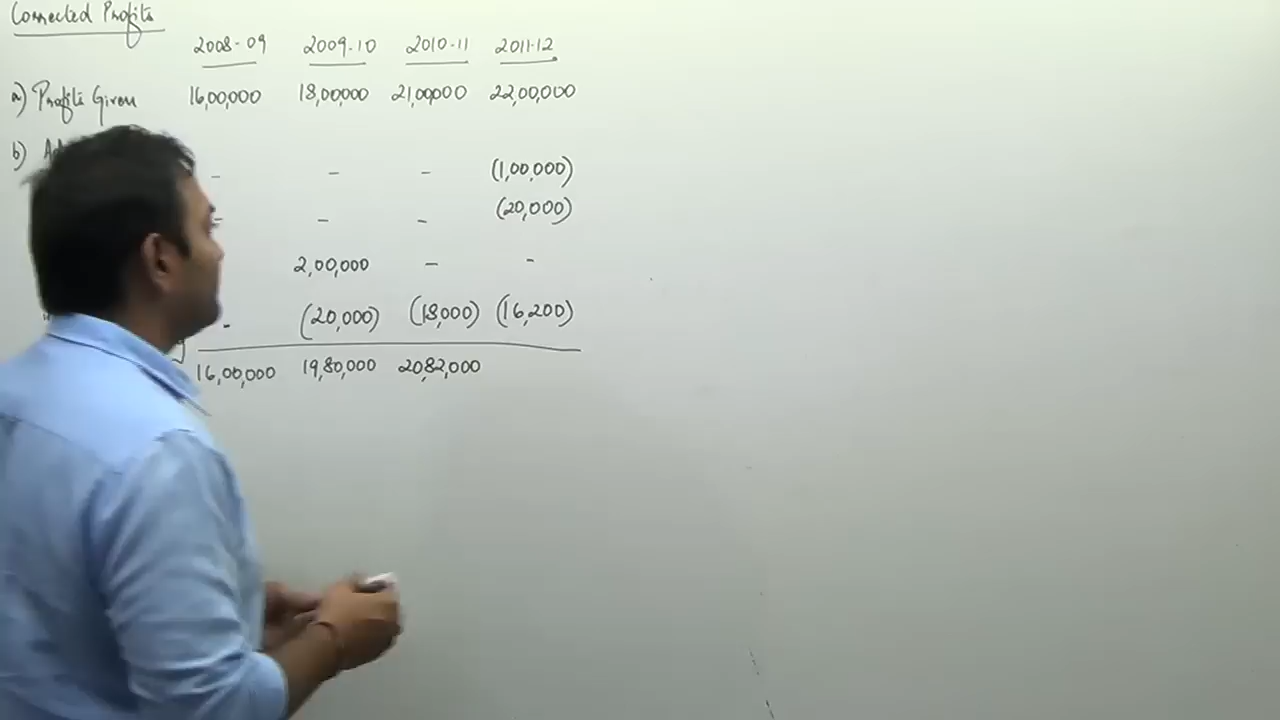 Corrected Profits
2008-09 2009-10 2010-11 2011-12
a) Profits Given 16,00,000 18,00,000 21,00,000 22,00,000
b)
- - - (1,00,000)
- - - (20,000)
2,00,000 - -
- (20,000) (18,000) (16,200)
16,00,000 19,80,000 20,82,000